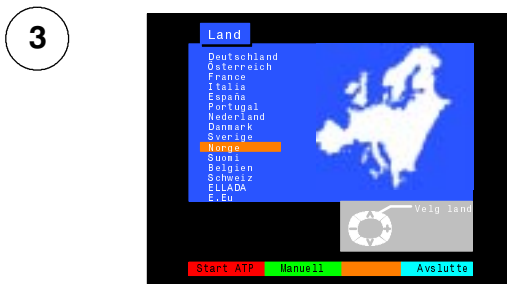 3
Land
Deutschland
Österreich
France
Italia
España
Portugal
Nederland
Danmark
Sverige
Norge
Suomi
Belgien
Schweiz
ELLADA
E.Eu
Velg land
Start ATP
Manuell
Avslutte